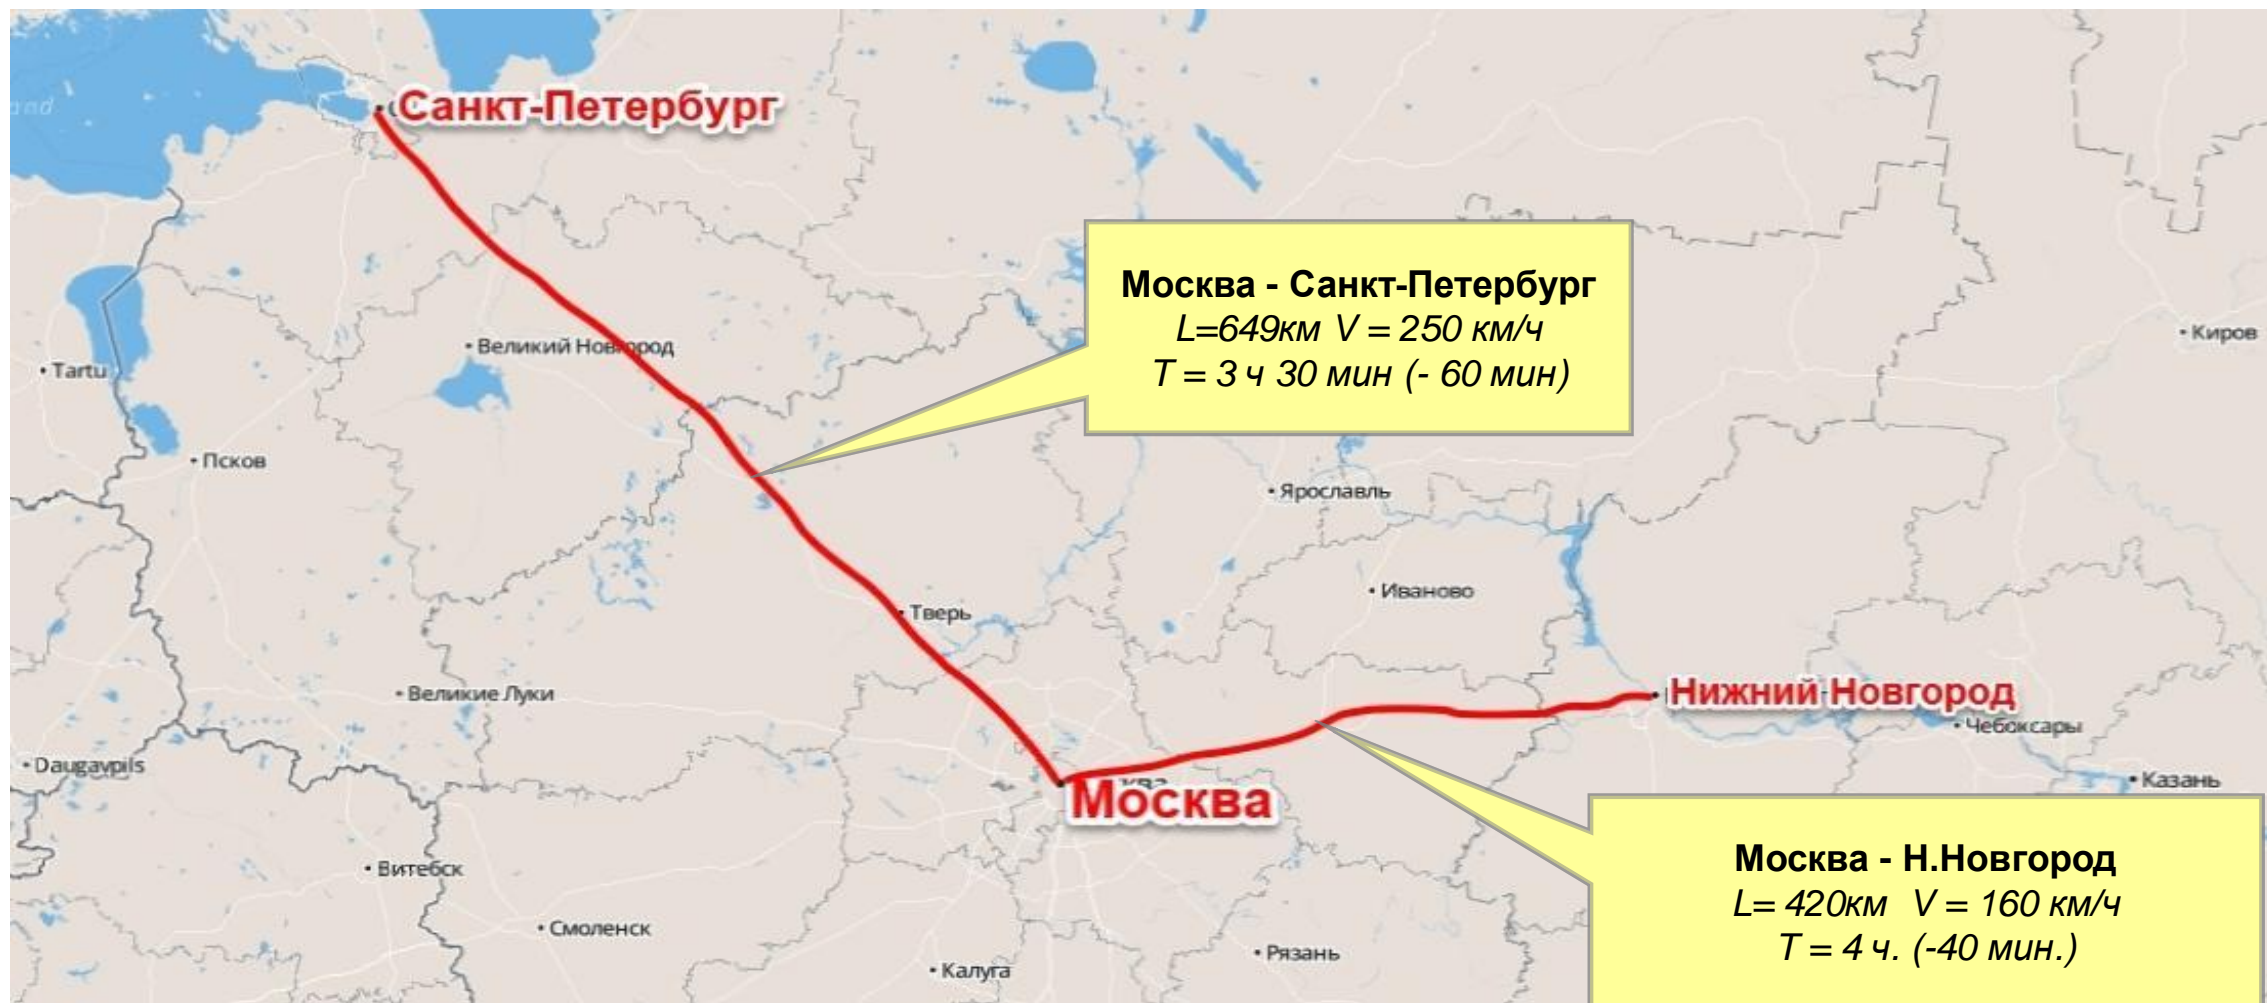 and
Санкт-Петербург
Москва - Санкт-Петербург
L=649км V = 250 км/ч
T = 3 ч 30 мин (- 60 мин)
Великий Новгород
Киров
Tartu
Псков
Ярославль
Иваново
Тверь
Великие Луки
Нижний Новгород
Чебоксары
Daugavpils
Казань
Москва
Витебск
Москва - Н.Новгород
L= 420км V = 160 км/ч
T = 4 ч. (-40 мин.)
Смоленск
Рязань
Калуга